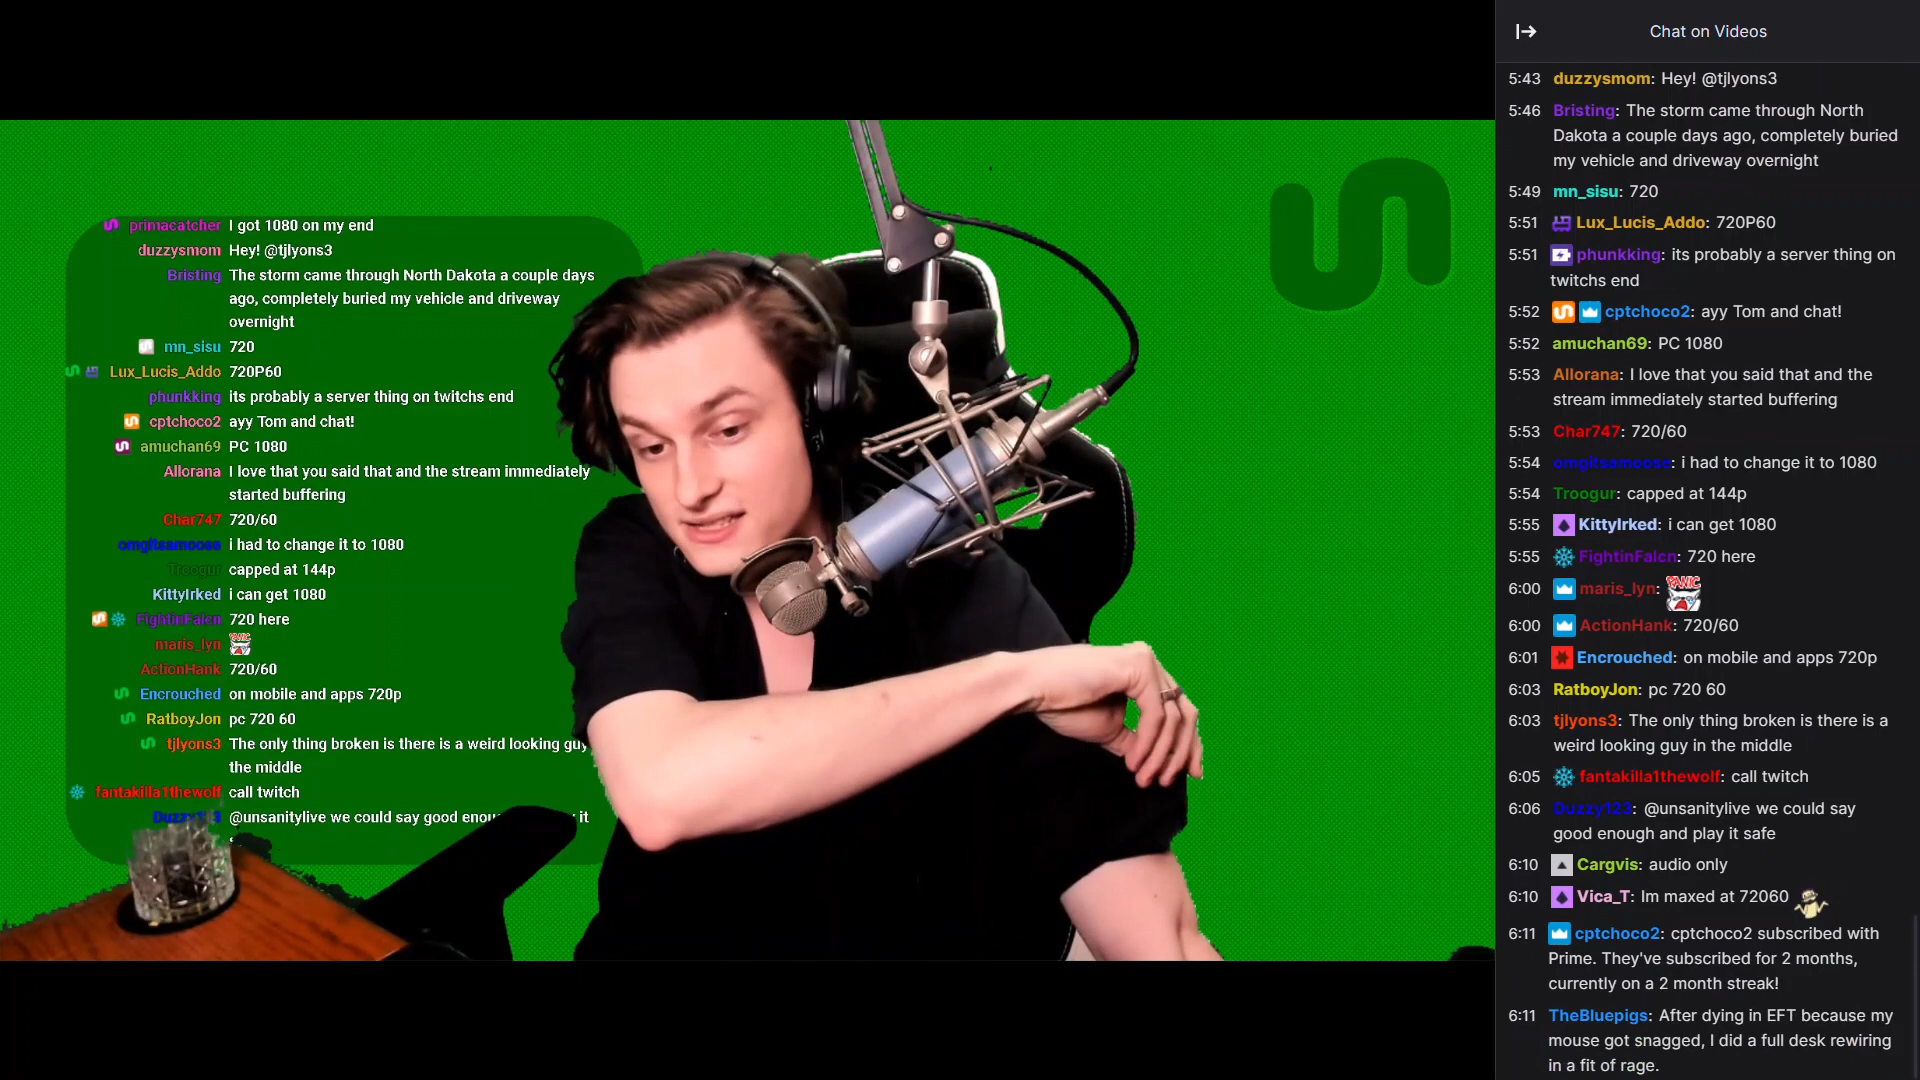 primacatcher I got 1080 on my end
duzzysmom Hey! @tjlyons3
Bristing The storm came through North Dakota a couple days
ago, completely buried my vehicle and driveway
overnight
mn_sisu 720
Lux_Lucis_Addo 720P60
phunkking its probably a server thing on twitchs end
cptchoco2 ayy Tom and chat!
amuchan69 PC 1080
Allorana I love that you said that and the stream immediately
started buffering
Char747 720/60
omgitsamoose i had to change it to 1080
Troogur capped at 144p
KittyIrked i can get 1080
FightinFalcn 720 here
maris_lyn PANIC
ActionHank 720/60
Encrouched on mobile and apps 720p
RatboyJon pc 720 60
tjlyons3 The only thing broken is there is a weird looking guy
the middle
fantakilla1thewolf call twitch
Duzzy123 @unsanitylive we could say good it
Chat on Videos
5:43 duzzysmom: Hey! @tjlyons3
5:46 Bristing: The storm came through North
Dakota a couple days ago, completely buried
my vehicle and driveway overnight
5:49 mn_sisu: 720
5:51 Lux_Lucis_Addo: 720P60
5:51 phunkking: its probably a server thing on
twitchs end
5:52 cptchoco2: ayy Tom and chat!
5:52 amuchan69: PC 1080
5:53 Allorana: I love that you said that and the
stream immediately started buffering
5:53 Char747: 720/60
5:54 omgitsamoose: i had to change it to 1080
5:54 Troogur: capped at 144p
5:55 KittyIrked: i can get 1080
5:55 FightinFalcn: 720 here
6:00 maris_lyn: PANIC
6:00 ActionHank: 720/60
6:01 Encrouched: on mobile and apps 720p
6:03 RatboyJon: pc 720 60
6:03 tjlyons3: The only thing broken is there is a
weird looking guy in the middle
6:05 fantakilla1thewolf: call twitch
6:06 Duzzy123: @unsanitylive we could say
good enough and play it safe
6:10 Cargvis: audio only
6:10 Vica_T: Im maxed at 72060
6:11 cptchoco2: cptchoco2 subscribed with
Prime. They've subscribed for 2 months,
currently on a 2 month streak!
6:11 TheBluepigs: After dying in EFT because my
mouse got snagged, I did a full desk rewiring
in a fit of rage.